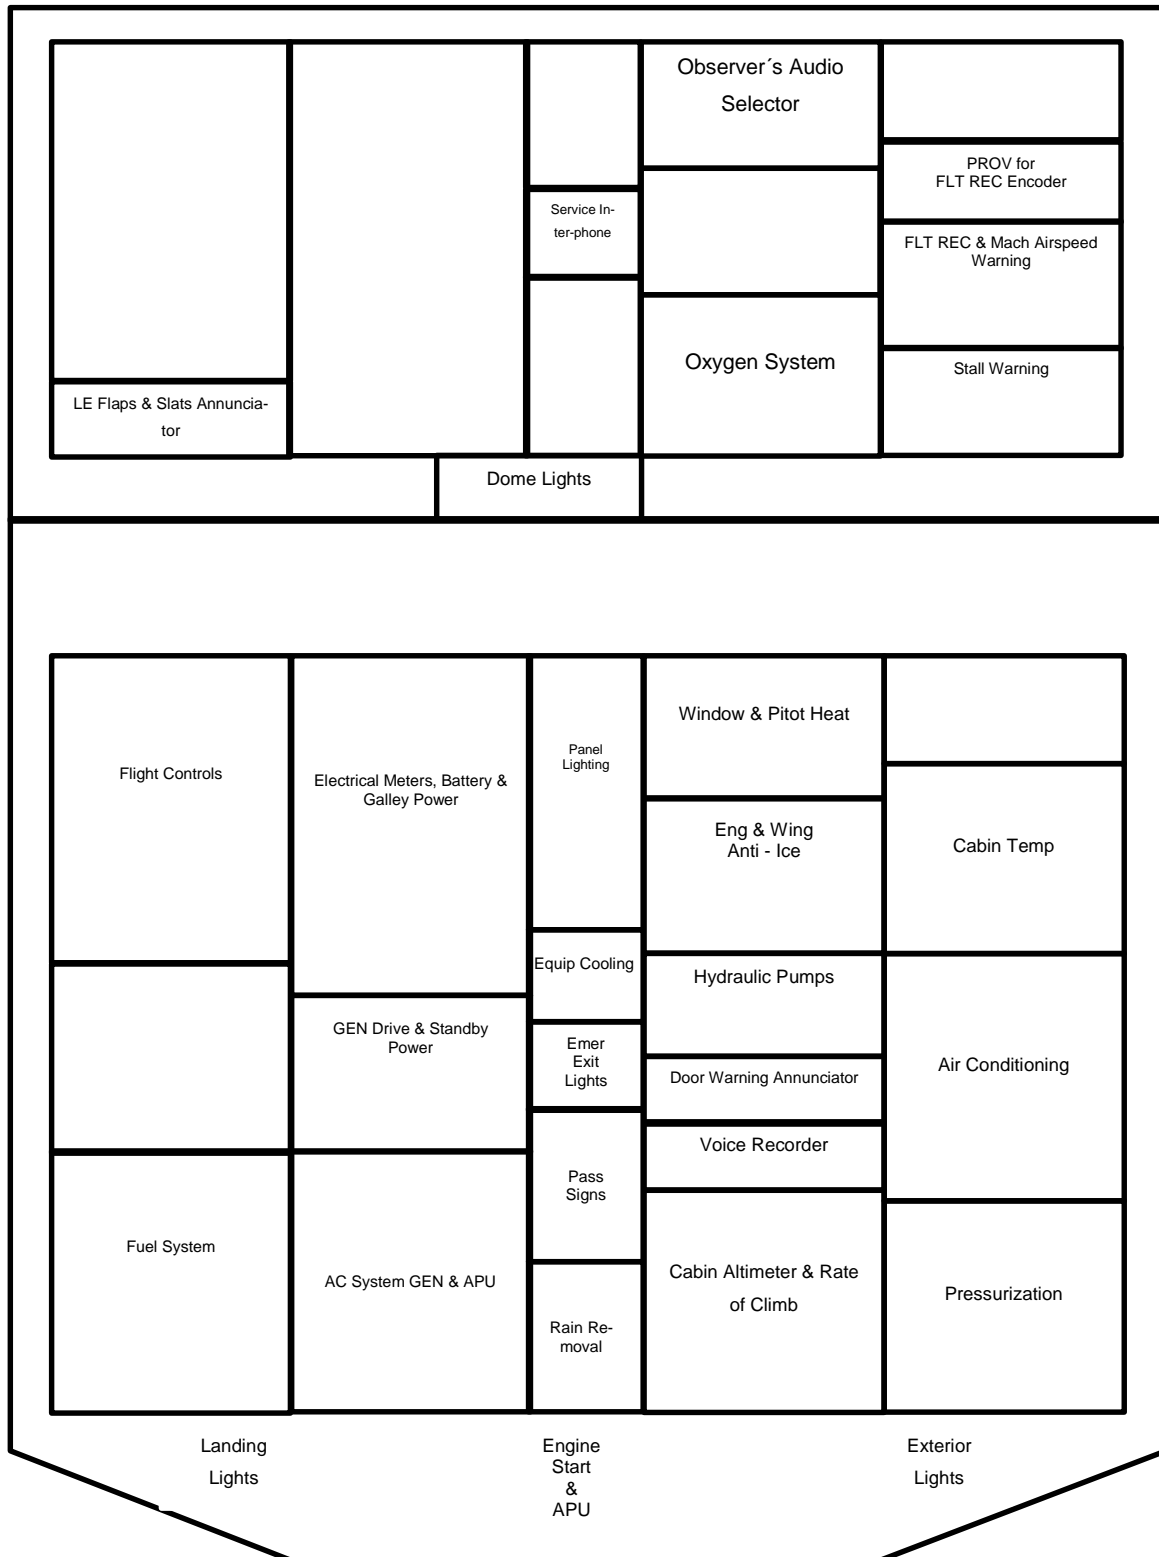 Observer´s Audio
Selector
PROV for
FLT REC Encoder
Service In-
ter-phone
FLT REC & Mach Airspeed
Warning
Oxygen System
Stall Warning
LE Flaps & Slats Annuncia-
tor
Dome Lights
Flight Controls
Electrical Meters, Battery &
Galley Power
Panel
Lighting
Window & Pitot Heat
Eng & Wing
Anti - Ice
Cabin Temp
Equip Cooling
Hydraulic Pumps
GEN Drive & Standby
Power
Emer
Exit
Lights
Door Warning Annunciator
Air Conditioning
Voice Recorder
Pass
Signs
Fuel System
AC System GEN & APU
Cabin Altimeter & Rate
of Climb
Pressurization
Rain Re-
moval
Landing
Lights
Engine
Start
&
APU
Exterior
Lights